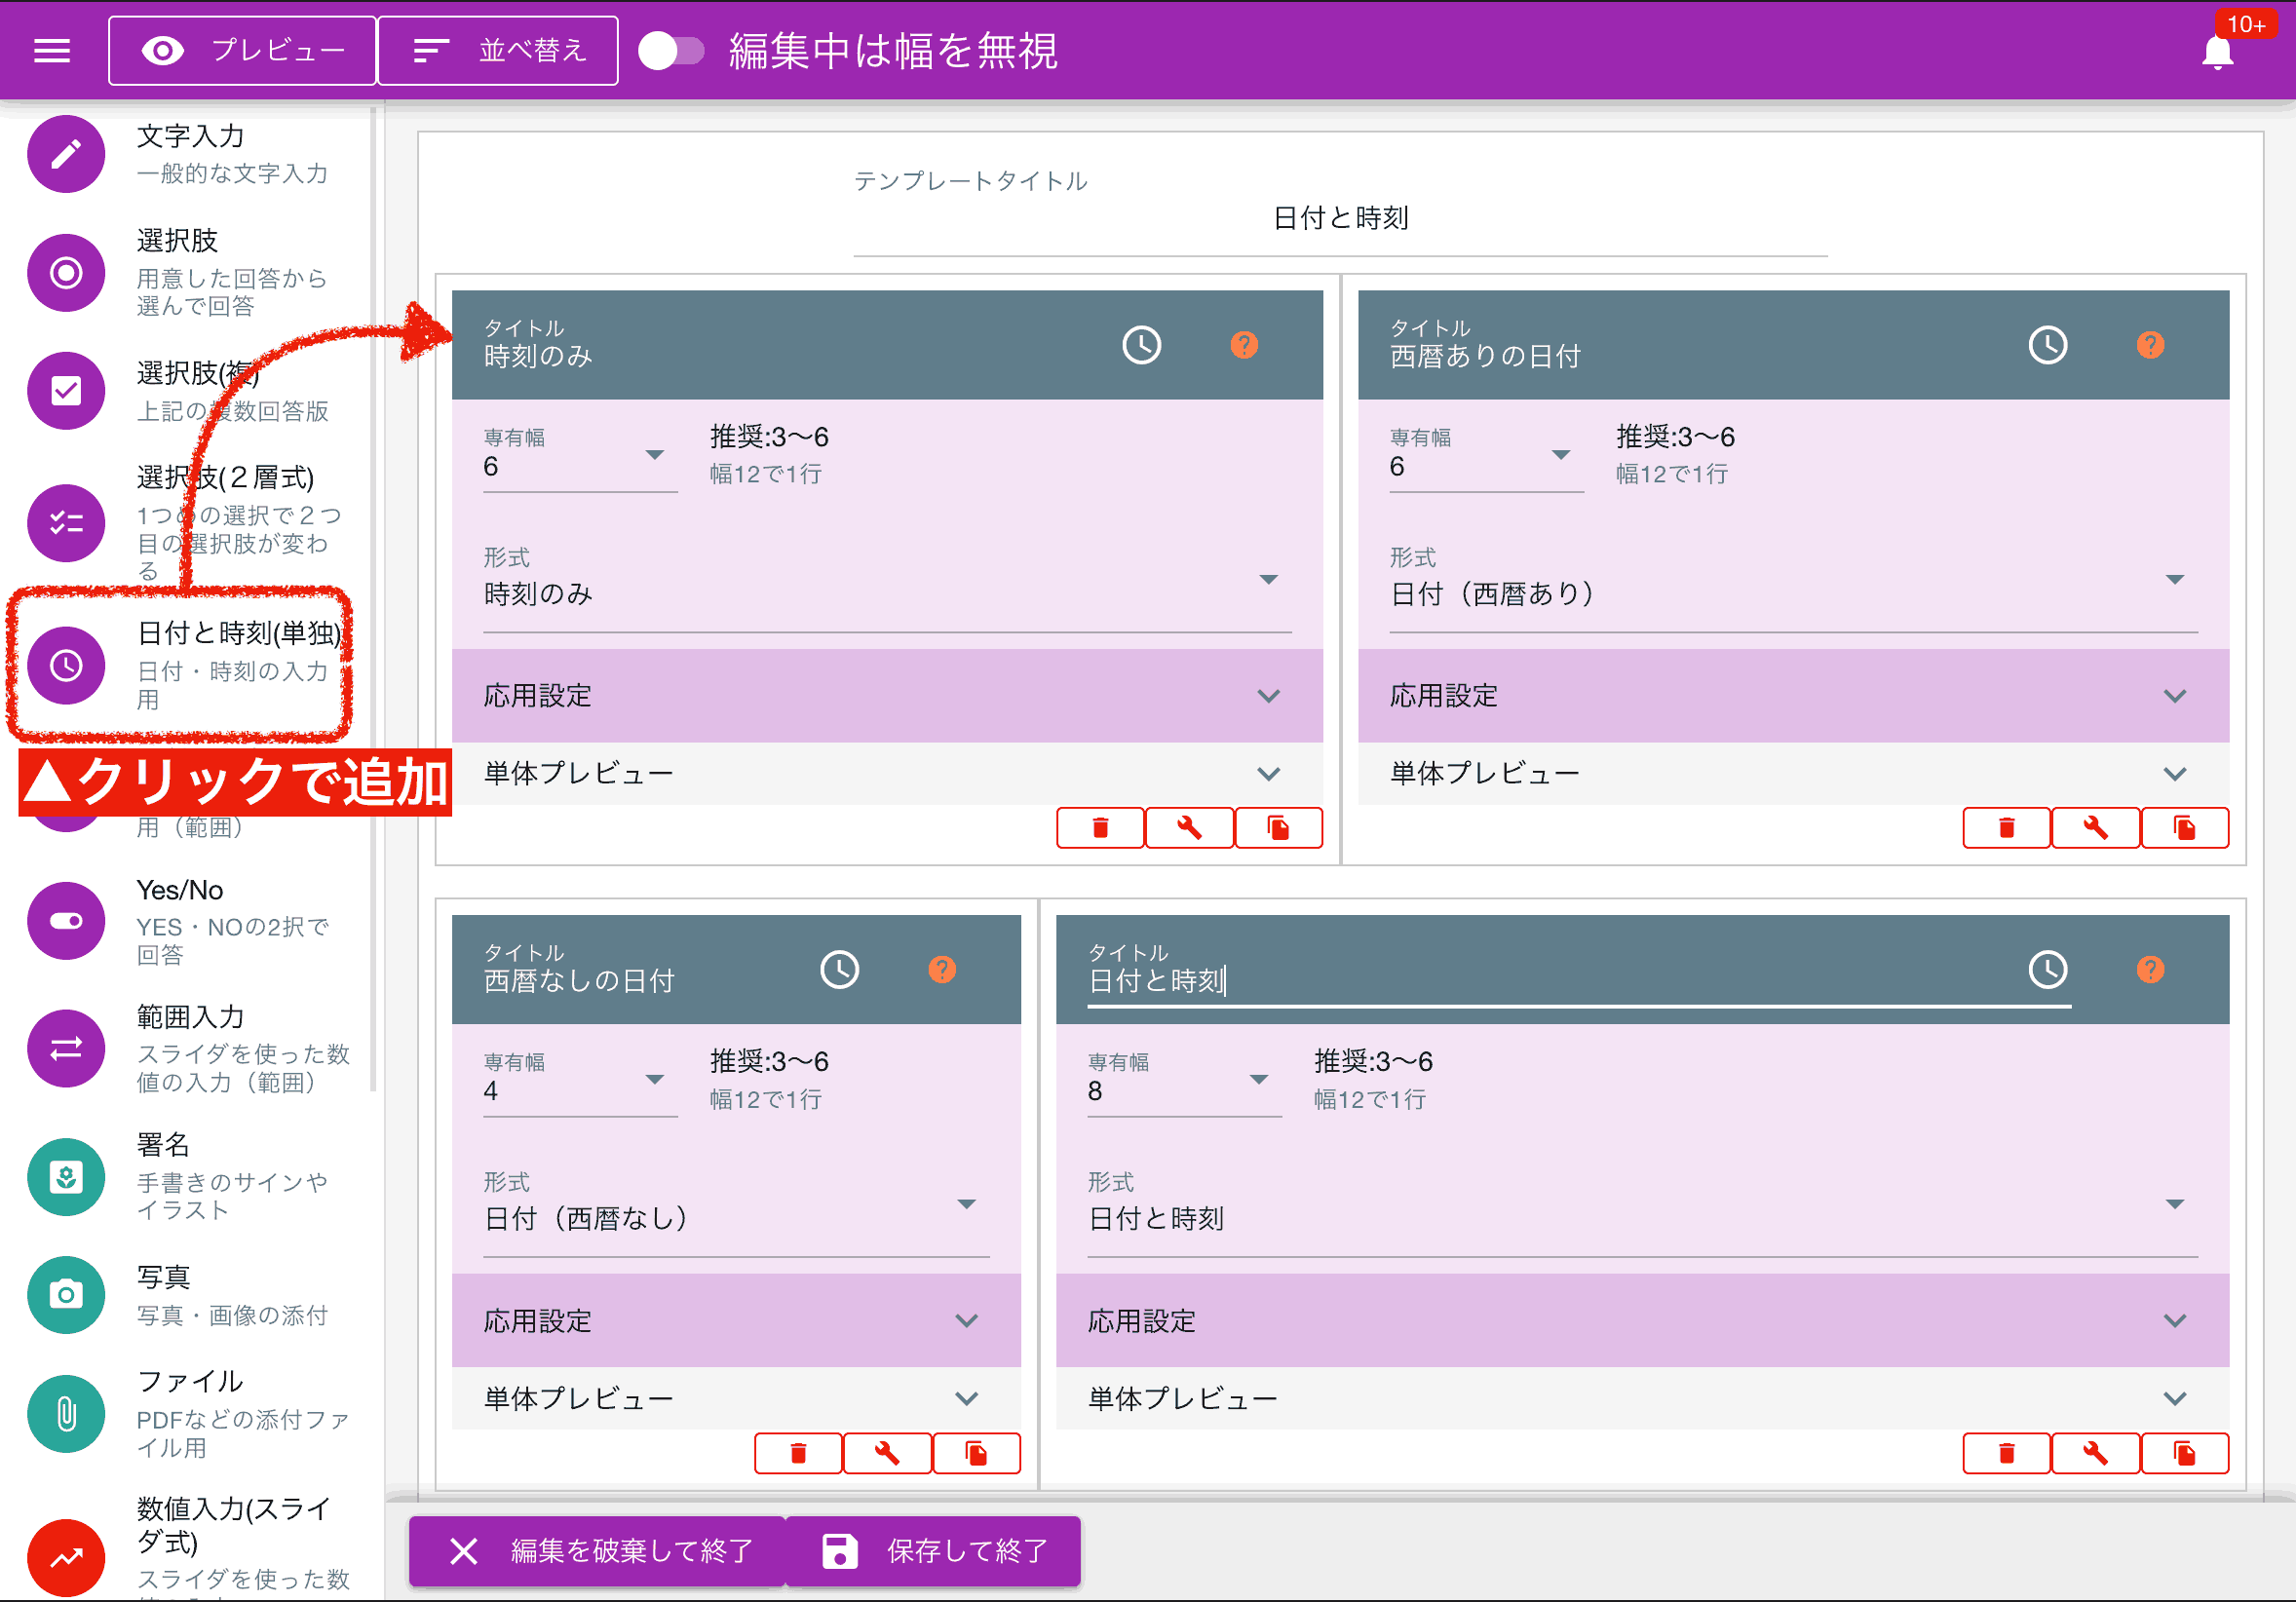 プレビュー
並べ替え
編集中は幅を無視
10+
文字入力
一般的な文字入力
選択肢
用意した回答から
選んで回答
選択肢(複)
上記の複数回答版
選択肢(２層式)
1つめの選択で２つ
目の選択肢が変わ
る
日付と時刻(単独)
日付・時刻の入力
用
▲クリックで追加
用（範囲）
Yes/No
YES・NOの2択で
回答
範囲入力
スライダを使った数
値の入力（範囲）
署名
手書きのサインや
イラスト
写真
写真・画像の添付
ファイル
PDFなどの添付ファ
イル用
数値入力(スライ
ダ式)
スライダを使った数
テンプレートタイトル
日付と時刻
タイトル
時刻のみ
専有幅
6
推奨:3〜6
幅12で1行
形式
時刻のみ
応用設定
単体プレビュー
タイトル
西暦ありの日付
専有幅
6
推奨:3〜6
幅12で1行
形式
日付（西暦あり）
応用設定
単体プレビュー
タイトル
西暦なしの日付
専有幅
4
推奨:3〜6
幅12で1行
形式
日付（西暦なし）
応用設定
単体プレビュー
タイトル
日付と時刻
専有幅
8
推奨:3〜6
幅12で1行
形式
日付と時刻
応用設定
単体プレビュー
編集を破棄して終了
保存して終了